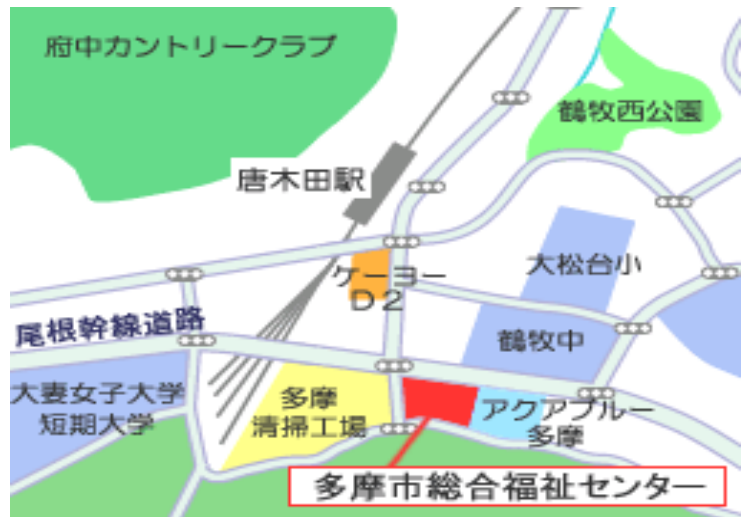 府中カントリークラブ
鶴牧西公園
唐木田駅
大松台小
ケーヨー
D2
尾根幹線道路
鶴牧中
大妻女子大学
短期大学
多摩
清掃工場
アクアブルー
多摩
多摩市総合福祉センター